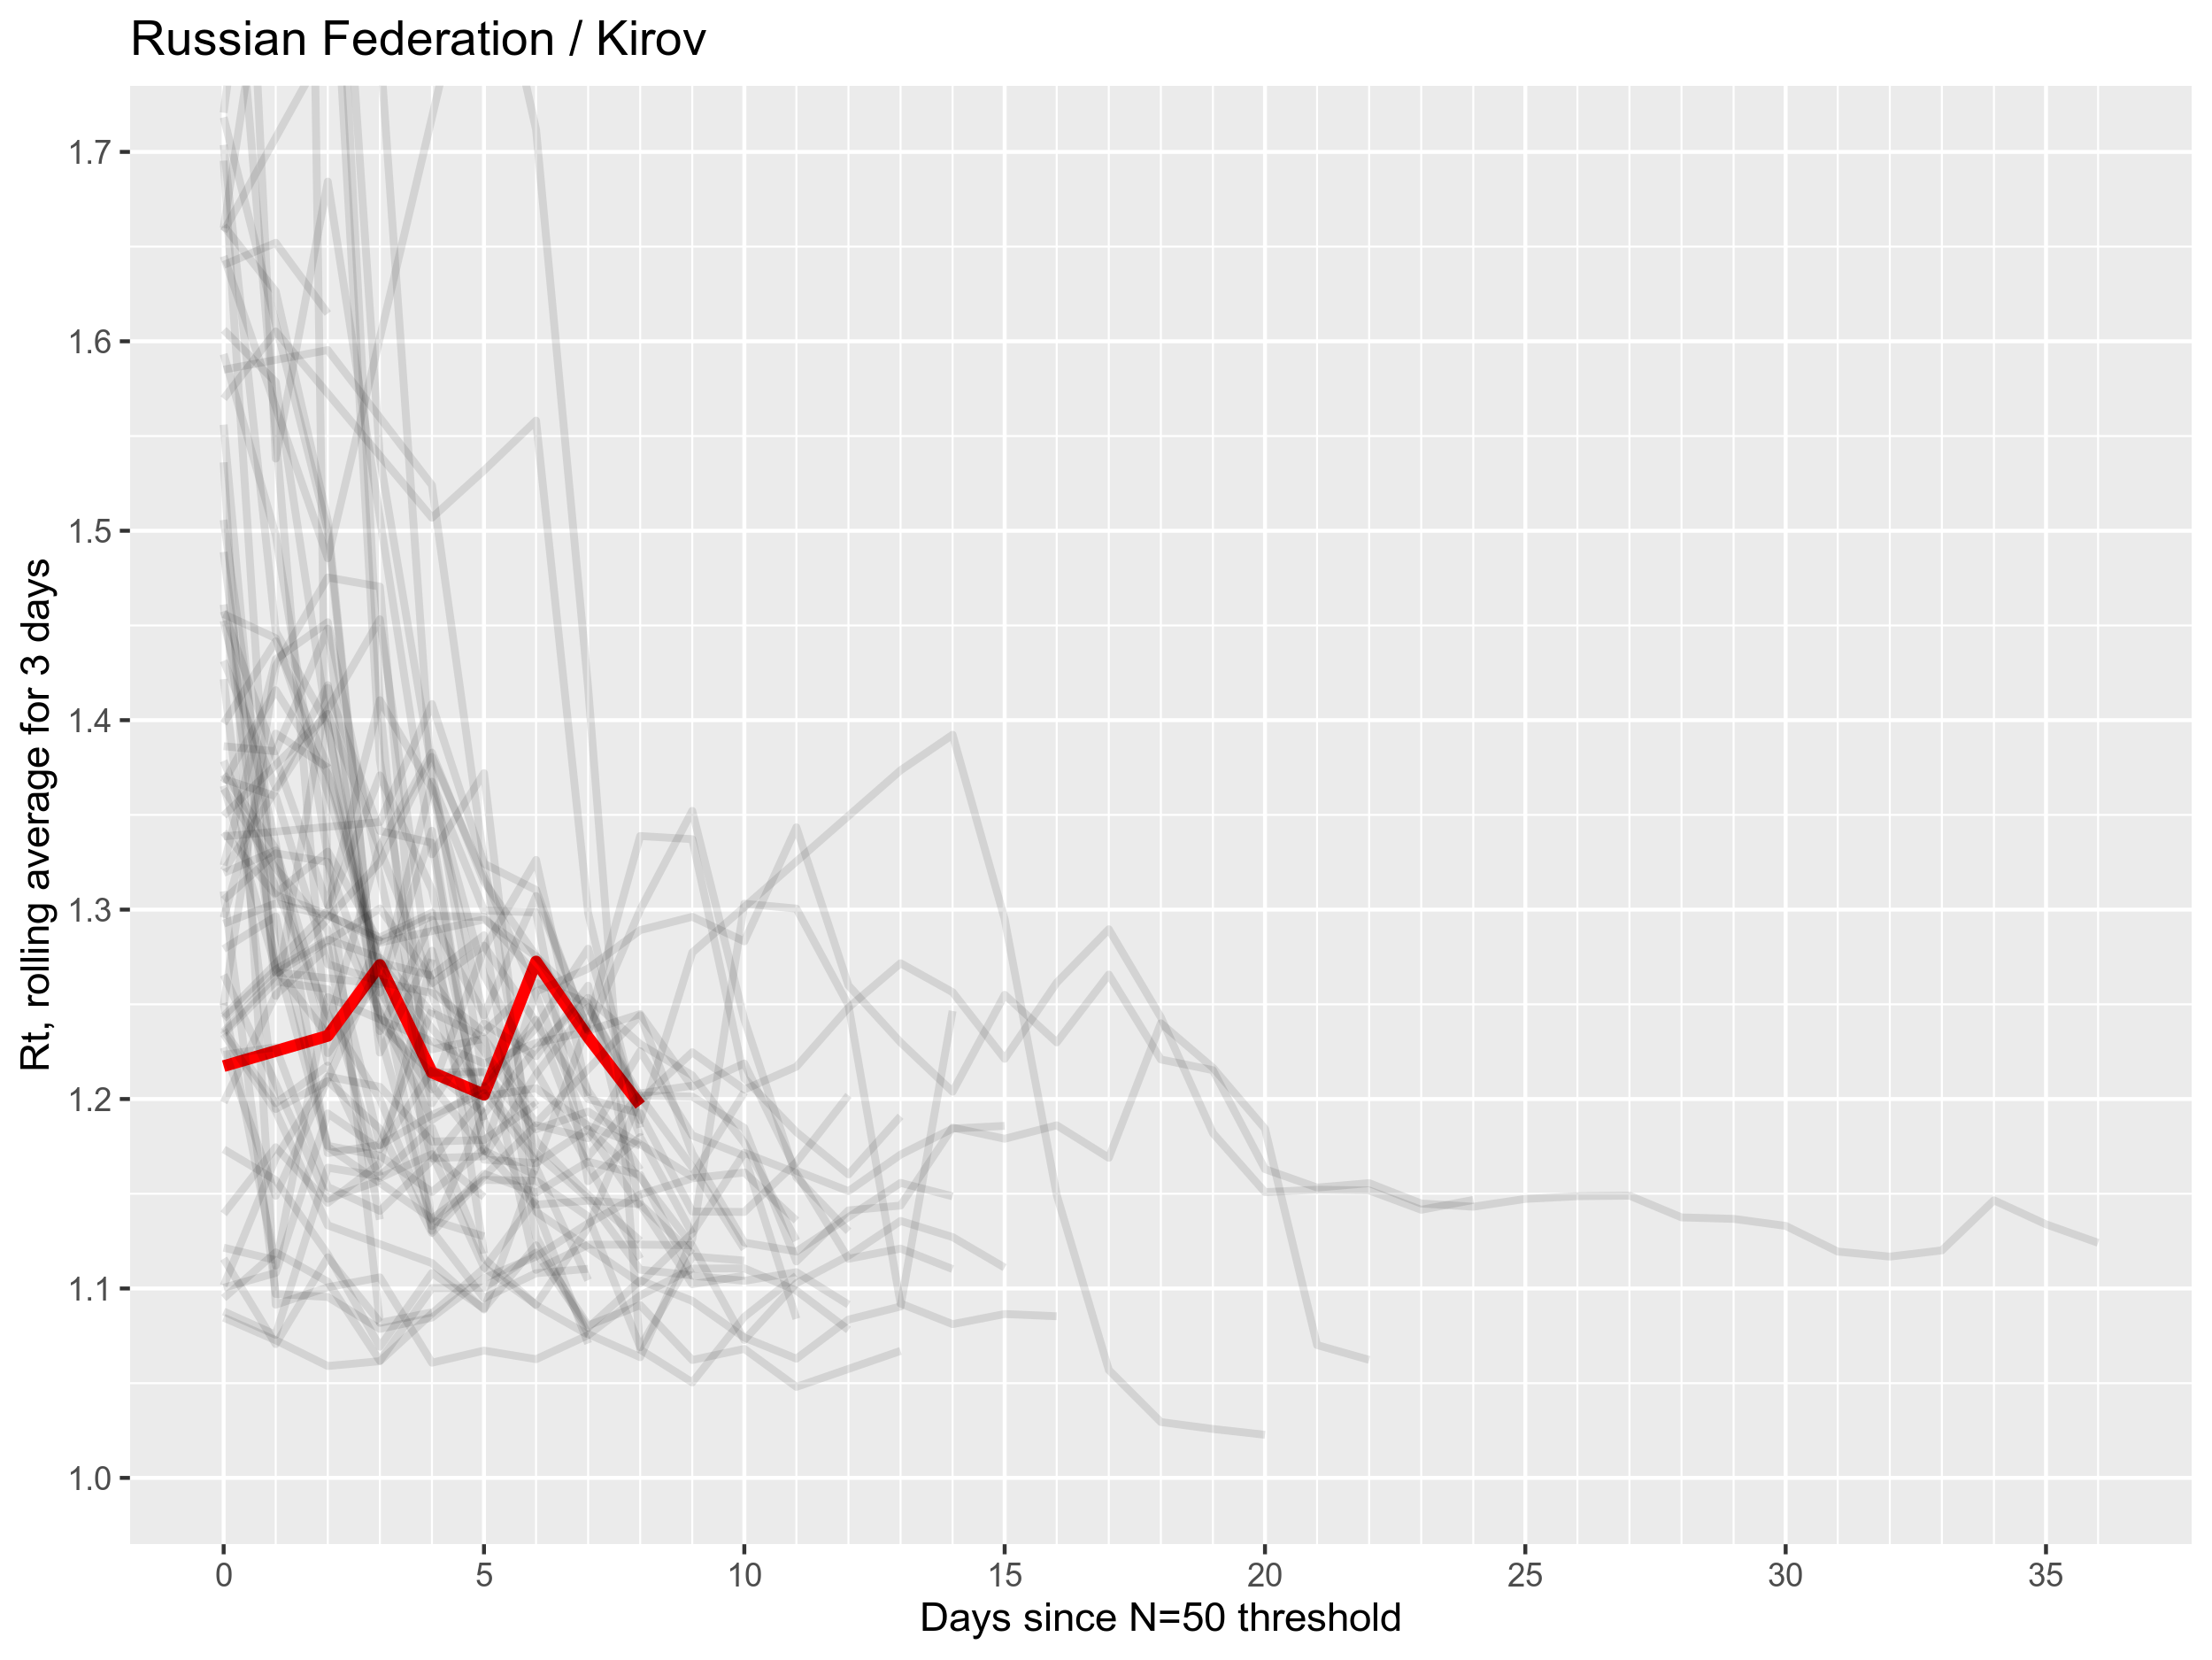 Russian Federation / Kirov
Rt, rolling average for 3 days
1.7
1.6
1.5
1.4
1.3
1.2
1.1
1.0
0 5 10 15 20 25 30 35
Days since N=50 threshold